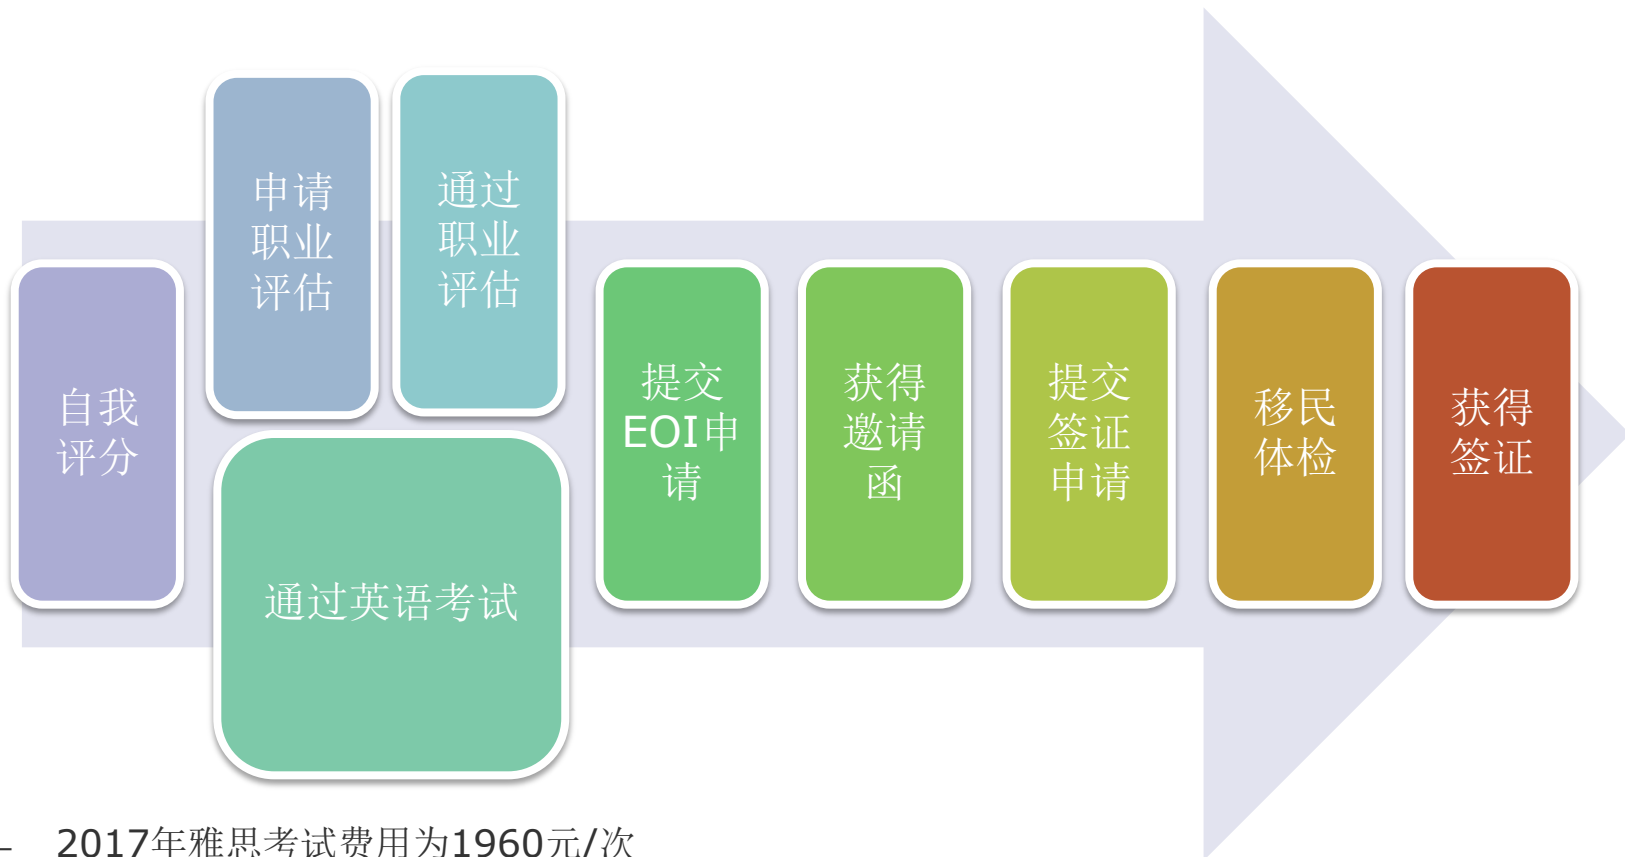 自我
评分
申请
职业
评估
通过
职业
评估
通过英语考试
提交
EOI申
请
获得
邀请
函
提交
签证
申请
移民
体检
获得
签证
– 2017年雅思考试费用为1960元/次